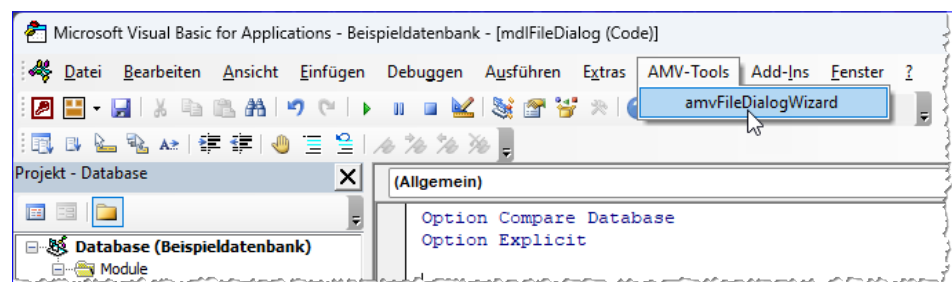 Microsoft Visual Basic for Applications - Beispieldatenbank - [mdlFileDialog (Code)]
Datei Bearbeiten Ansicht Einfügen Debuggen Ausführen Extras AMV-Tools Add-Ins Fenster ?
amvFileDialogWizard
Projekt - Database
(Allgemein)
Option Compare Database
Option Explicit
Database (Beispieldatenbank)
Module